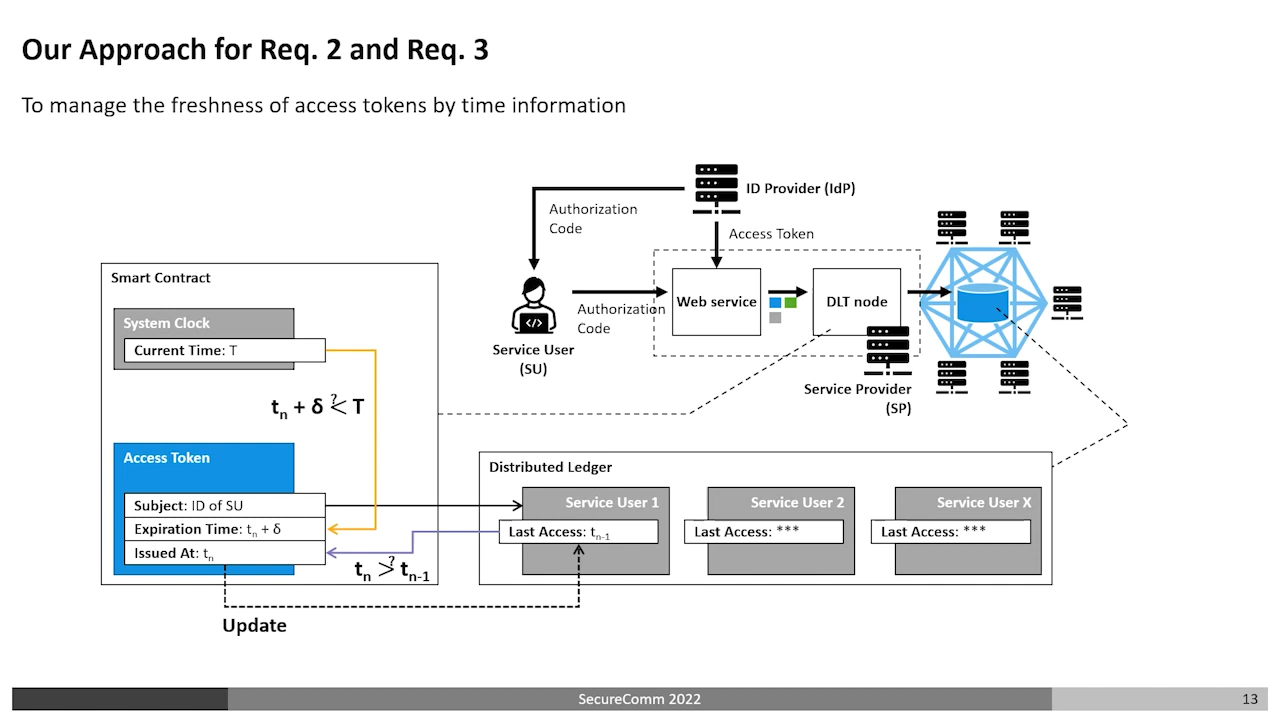 Our Approach for Req. 2 and Req. 3
To manage the freshness of access tokens by time information
ID Provider (IdP)
Authorization
Code
Access Token
Web service
DLT node
Authorization
Code
Service User
(SU)
Service Provider
(SP)
Smart Contract
System Clock
Current Time: T
tn + δ <? T
Access Token
Subject: ID of SU
Expiration Time: tn + δ
Issued At: tn
tn >? tn-1
Update
Distributed Ledger
Service User 1
Last Access: tn-1
Service User 2
Last Access: ***
Service User X
Last Access: ***
SecureComm 2022
13